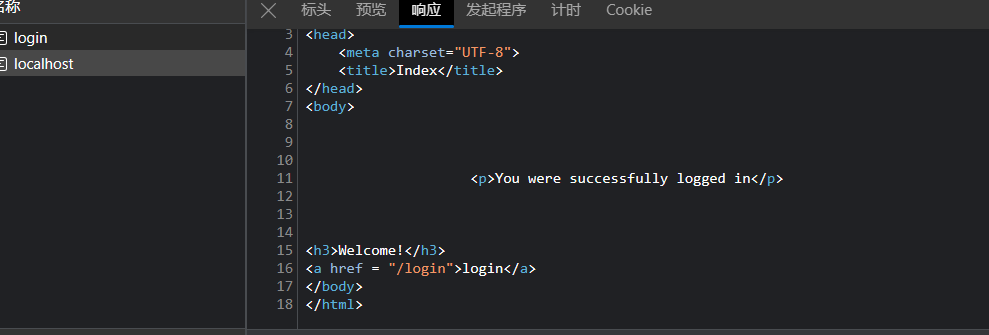 名称
login
localhost
标头 预览 响应 发起程序 计时 Cookie
3 <head>
4     <meta charset="UTF-8">
5     <title>Index</title>
6 </head>
7 <body>
8
9
10
11                     <p>You were successfully logged in</p>
12
13
14
15 <h3>Welcome!</h3>
16 <a href = "/login">login</a>
17 </body>
18 </html>